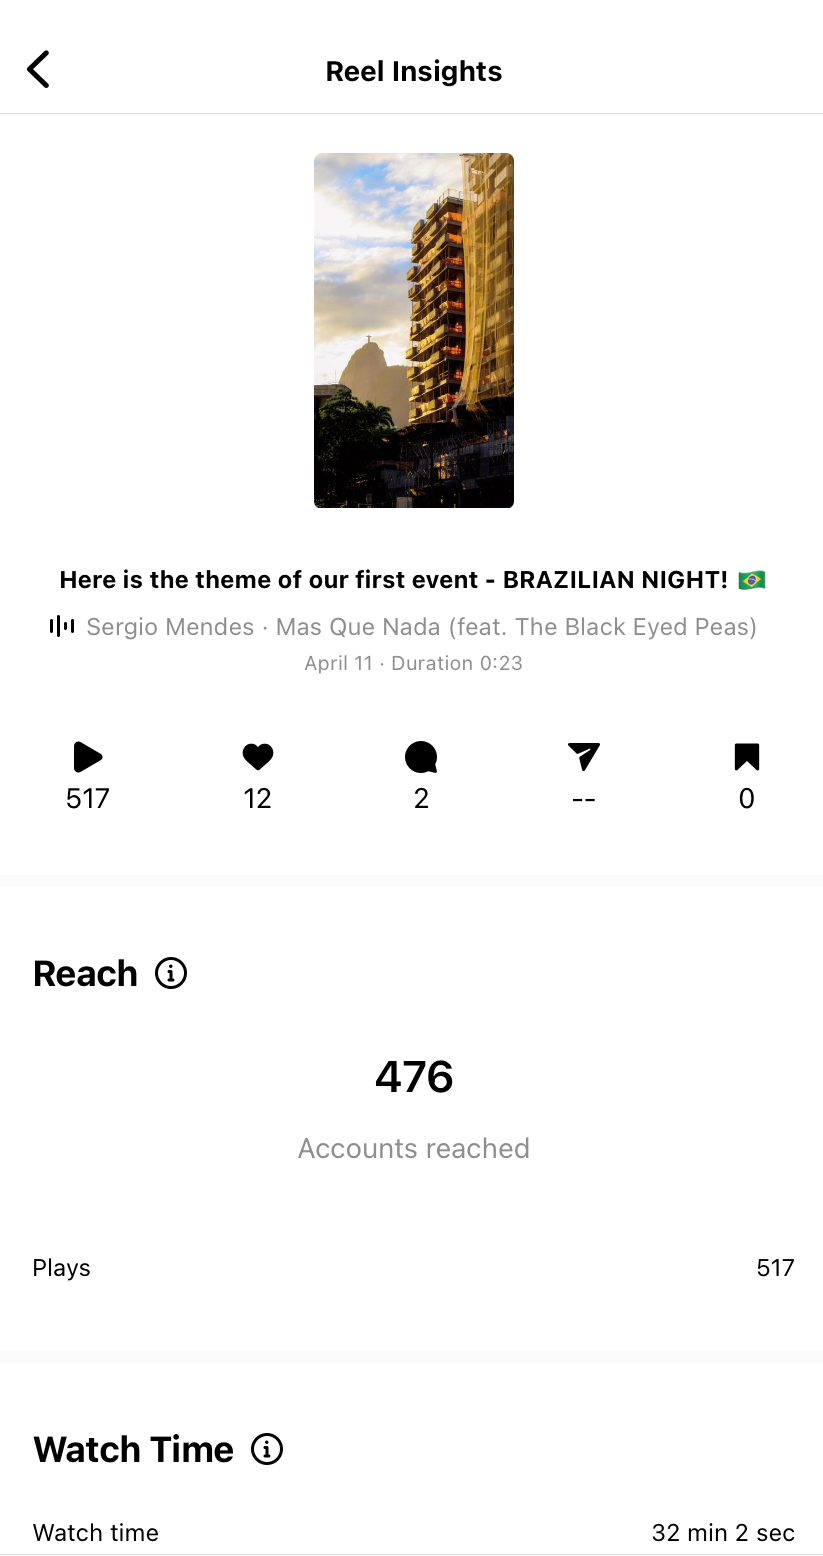 Reel Insights
Here is the theme of our first event - BRAZILIAN NIGHT! 🇧🇷
Sergio Mendes · Mas Que Nada (feat. The Black Eyed Peas)
April 11 · Duration 0:23
517 12 2 -- 0
Reach
476
Accounts reached
Plays 517
Watch Time
Watch time 32 min 2 sec